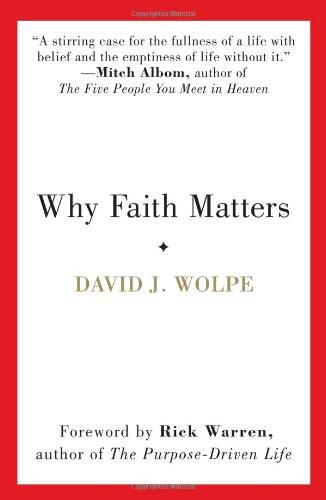 “A stirring case for the fullness of a life with
belief and the emptiness of life without it.”
—Mitch Albom, author of
The Five People You Meet in Heaven
Why Faith Matters
DAVID J. WOLPE
Foreword by Rick Warren,
author of The Purpose-Driven Life